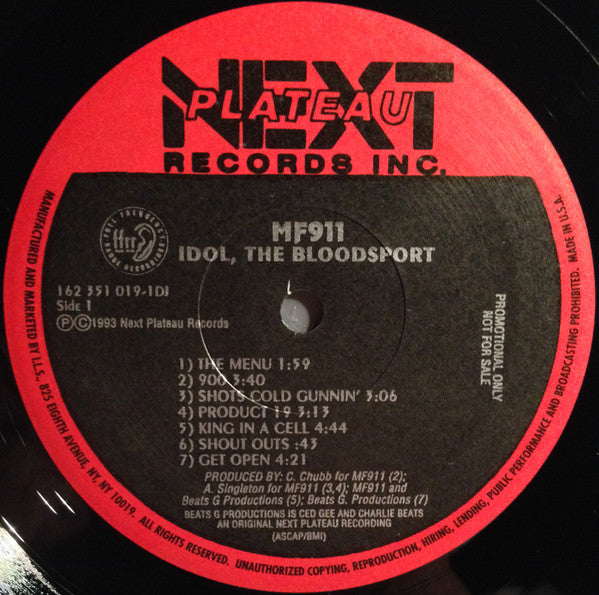 NEXT
PLATEAU
RECORDS INC.
MF911
IDOL, THE BLOODSPORT
162 351 019-1DJ
Side 1
Ⓟ©1993 Next Plateau Records
PROMOTIONAL ONLY
NOT FOR SALE
1) THE MENU 1:59
2) 900 3:40
3) SHOTS COLD GUNNIN' 3:06
4) PRODUCT 19 3:13
5) KING IN A CELL 4:44
6) SHOUT OUTS :43
7) GET OPEN 4:21
PRODUCED BY: C. Chubb for MF911 (2);
A. Singleton for MF911 (3,4); MF911 and
Beats G Productions (5); Beats G. Productions (7)
BEATS G PRODUCTIONS IS CED GEE AND CHARLIE BEATS
AN ORIGINAL NEXT PLATEAU RECORDING
(ASCAP/BMI)
MANUFACTURED AND MARKETED BY I.L.S., 825 EIGHTH AVENUE, NY, NY 10019. ALL RIGHTS RESERVED. UNAUTHORIZED COPYING, REPRODUCTION, HIRING, LENDING, PUBLIC PERFORMANCE AND BROADCASTING PROHIBITED. MADE IN U.S.A.